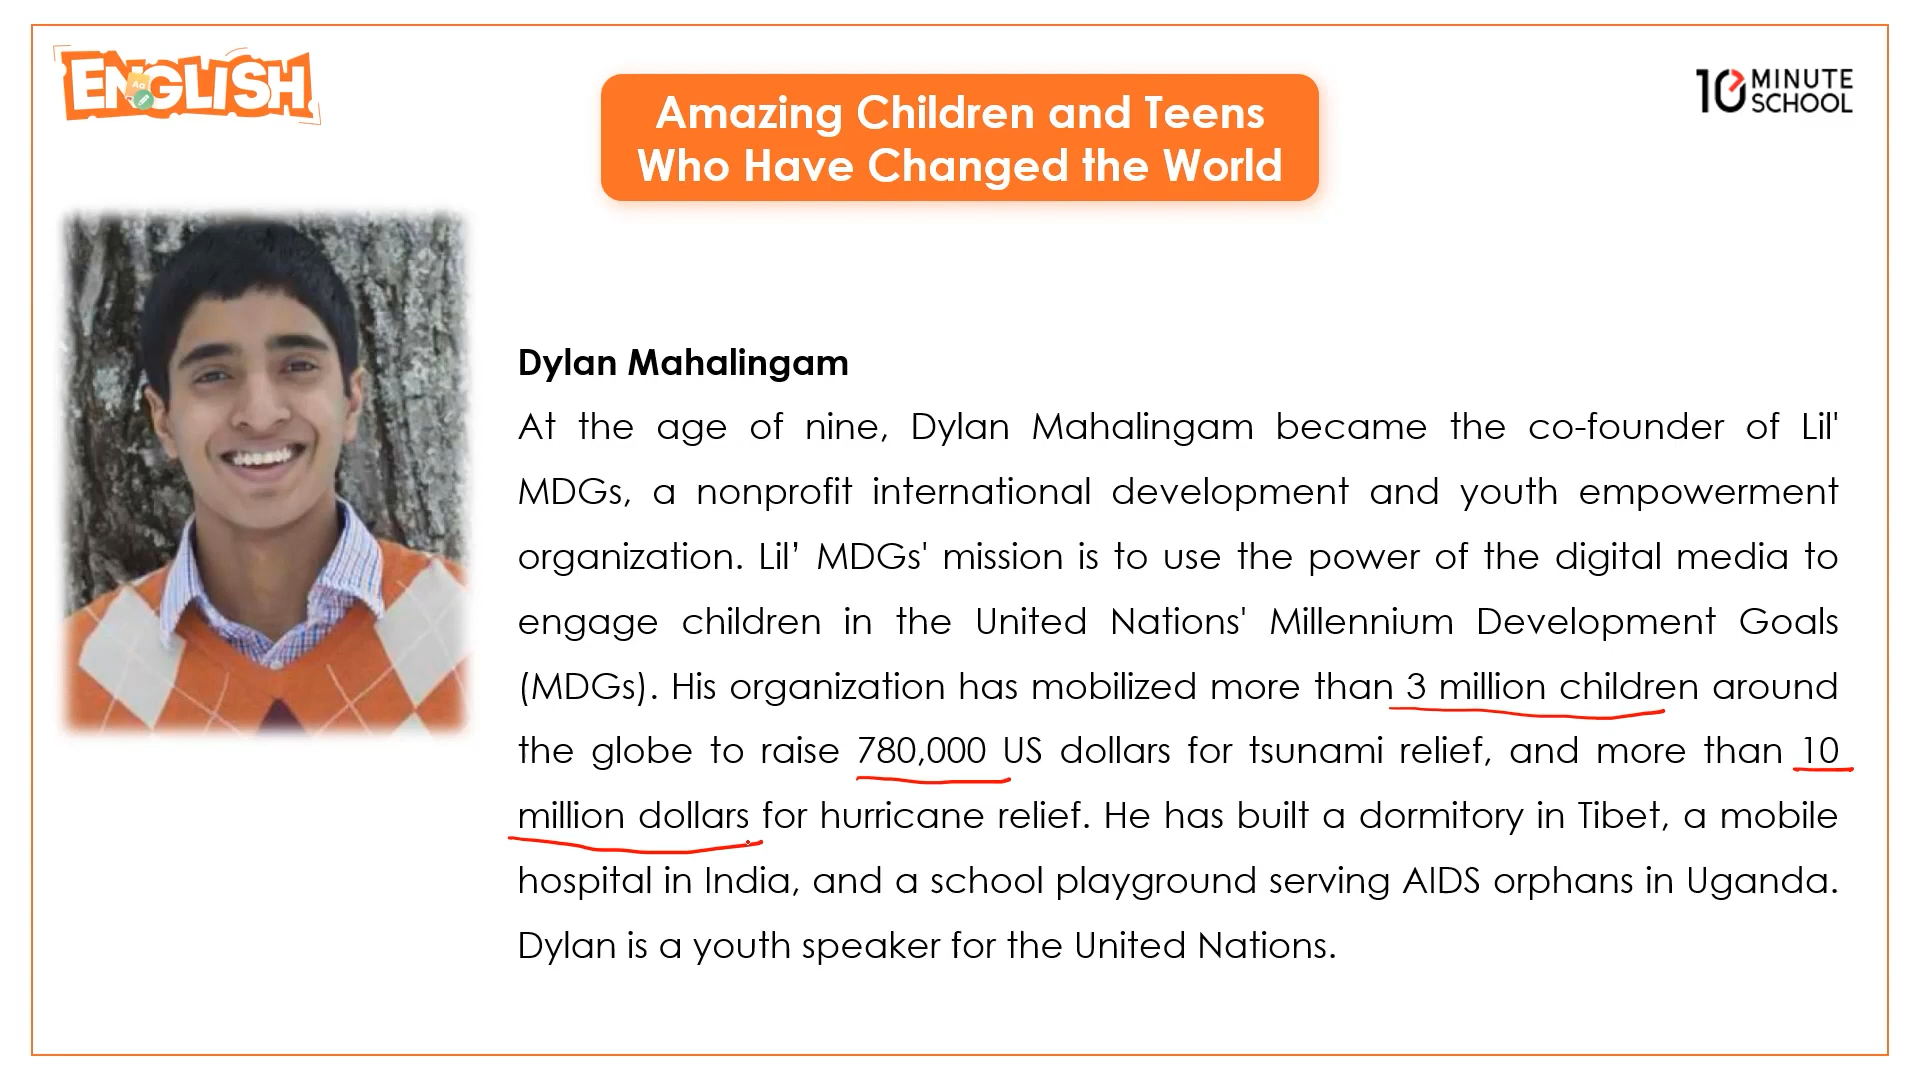 ENGLISH
10 MINUTE SCHOOL
Amazing Children and Teens
Who Have Changed the World
Dylan Mahalingam
At the age of nine, Dylan Mahalingam became the co-founder of Lil'
MDGs, a nonprofit international development and youth empowerment
organization. Lil’ MDGs' mission is to use the power of the digital media to
engage children in the United Nations' Millennium Development Goals
(MDGs). His organization has mobilized more than 3 million children around
the globe to raise 780,000 US dollars for tsunami relief, and more than 10
million dollars for hurricane relief. He has built a dormitory in Tibet, a mobile
hospital in India, and a school playground serving AIDS orphans in Uganda.
Dylan is a youth speaker for the United Nations.